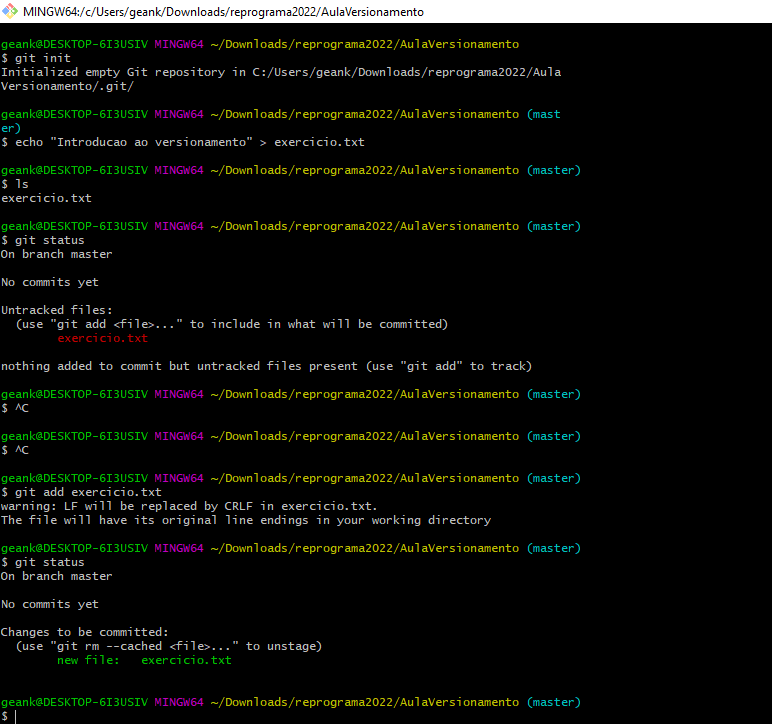 MINGW64:/c/Users/geank/Downloads/reprograma2022/AulaVersionamento
geank@DESKTOP-6I3USIV MINGW64 ~/Downloads/reprograma2022/AulaVersionamento
$ git init
Initialized empty Git repository in C:/Users/geank/Downloads/reprograma2022/Aula
Versionamento/.git/
geank@DESKTOP-6I3USIV MINGW64 ~/Downloads/reprograma2022/AulaVersionamento (mast
er)
$ echo "Introducao ao versionamento" > exercicio.txt
geank@DESKTOP-6I3USIV MINGW64 ~/Downloads/reprograma2022/AulaVersionamento (master)
$ ls
exercicio.txt
geank@DESKTOP-6I3USIV MINGW64 ~/Downloads/reprograma2022/AulaVersionamento (master)
$ git status
On branch master
No commits yet
Untracked files:
  (use "git add <file>..." to include in what will be committed)
        exercicio.txt
nothing added to commit but untracked files present (use "git add" to track)
geank@DESKTOP-6I3USIV MINGW64 ~/Downloads/reprograma2022/AulaVersionamento (master)
$ ^C
geank@DESKTOP-6I3USIV MINGW64 ~/Downloads/reprograma2022/AulaVersionamento (master)
$ ^C
geank@DESKTOP-6I3USIV MINGW64 ~/Downloads/reprograma2022/AulaVersionamento (master)
$ git add exercicio.txt
warning: LF will be replaced by CRLF in exercicio.txt.
The file will have its original line endings in your working directory
geank@DESKTOP-6I3USIV MINGW64 ~/Downloads/reprograma2022/AulaVersionamento (master)
$ git status
On branch master
No commits yet
Changes to be committed:
  (use "git rm --cached <file>..." to unstage)
        new file:   exercicio.txt
geank@DESKTOP-6I3USIV MINGW64 ~/Downloads/reprograma2022/AulaVersionamento (master)
$